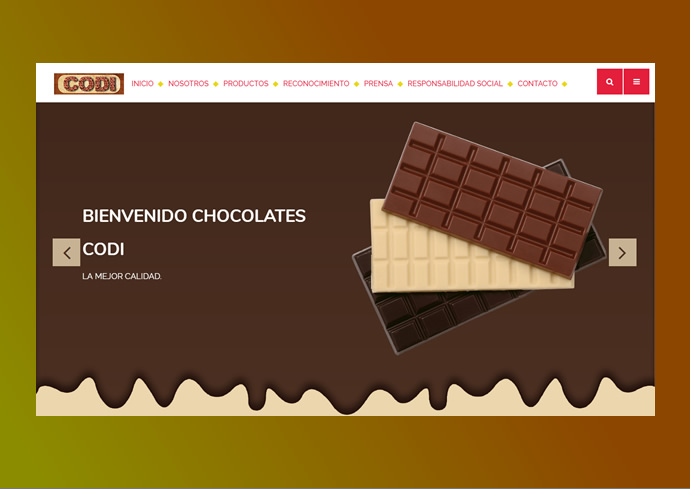 CODI
INICIO NOSOTROS PRODUCTOS RECONOCIMIENTO PRENSA RESPONSABILIDAD SOCIAL CONTACTO
BIENVENIDO CHOCOLATES
CODI
LA MEJOR CALIDAD.